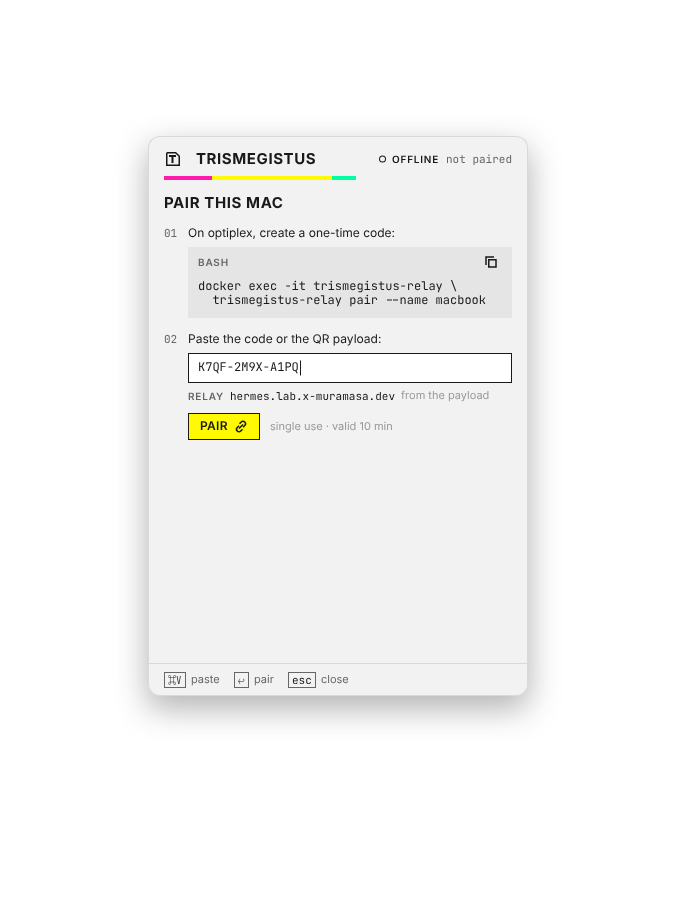 TRISMEGISTUS
OFFLINE not paired
PAIR THIS MAC
01 On optiplex, create a one-time code:
BASH
docker exec -it trismegistus-relay \
trismegistus-relay pair --name macbook
02 Paste the code or the QR payload:
K7QF-2M9X-A1PQ
RELAY hermes.lab.x-muramasa.dev from the payload
PAIR single use · valid 10 min
⌘V paste ↵ pair esc close